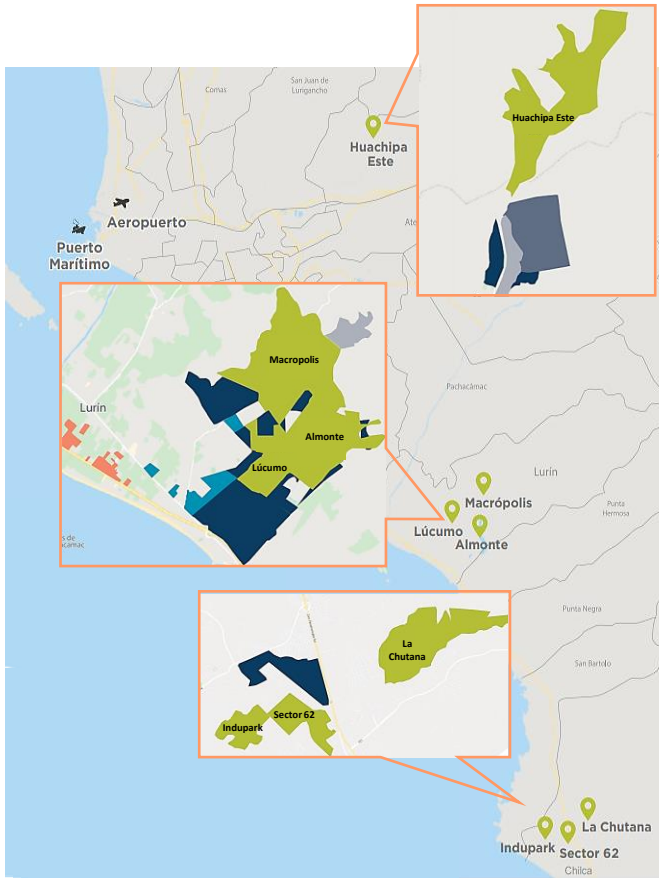 San Juan de
Lurigancho
Comas
Huachipa Este
Huachipa
Este
Aeropuerto
Puerto
Marítimo
Ate
Macropolis
Lurín
Almonte
Lúcumo
Pachacámac
Lurín
Macrópolis
Punta
Hermosa
Lúcumo
Almonte
Punta Negra
La
Chutana
San Bartolo
Sector 62
Indupark
La Chutana
Indupark
Sector 62
Chilca